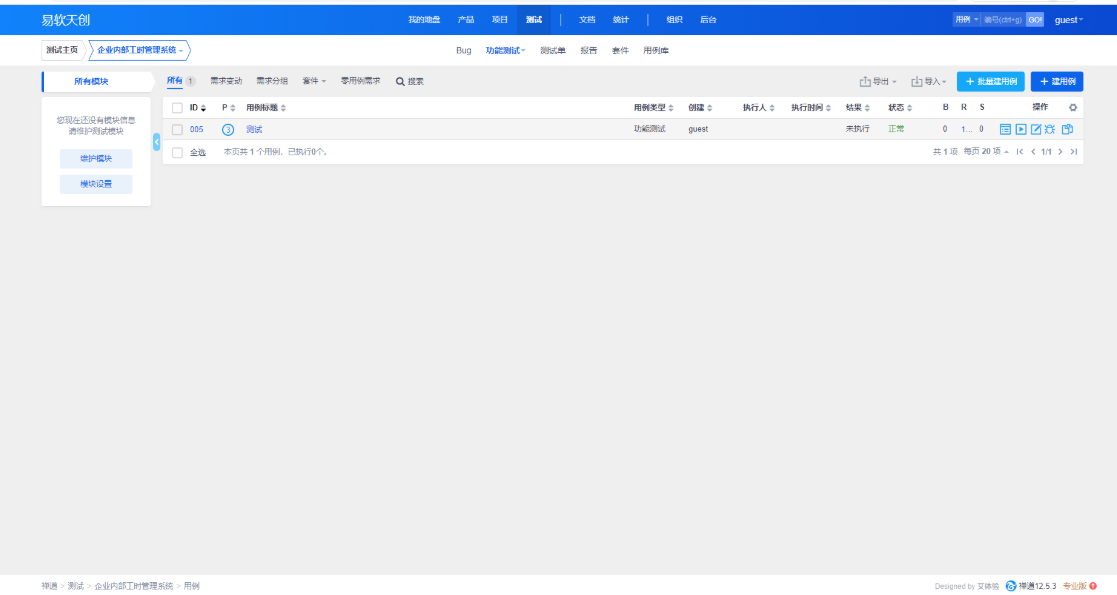 易软天创 我的地盘 产品 项目 测试 文档 统计 组织 后台 用例 编号(ctrl+g) GO! guest
测试主页 企业内部工时管理系统 Bug 功能测试 测试单 报告 套件 用例库
所有模块 所有 1 需求变动 需求分组 套件 零用例需求 搜索 导出 导入 + 批量建用例 + 建用例
ID P 用例标题 用例类型 创建 执行人 执行时间 结果 状态 B R S 操作
您现在还没有模块信息
请维护测试模块
维护模块
模块设置
005 3 测试 功能测试 guest 未执行 正常 0 1... 0
全选 本页共 1 个用例，已执行0个。 共 1 项 每页 20 项 1/1
禅道 > 测试 > 企业内部工时管理系统 > 用例 Designed by 艾体验 禅道12.5.3 专业版